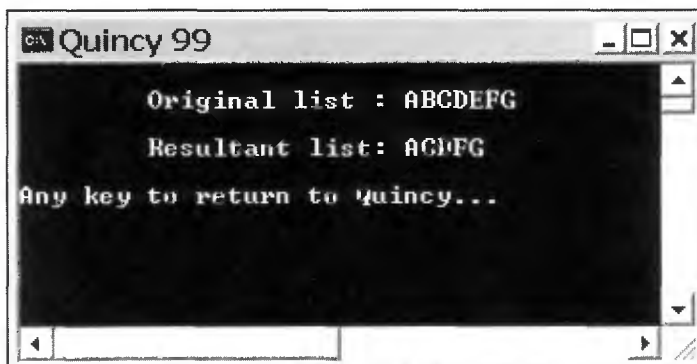 Quincy 99
Original list : ABCDEFG
Resultant list: ACDFG
Any key to return to Quincy...